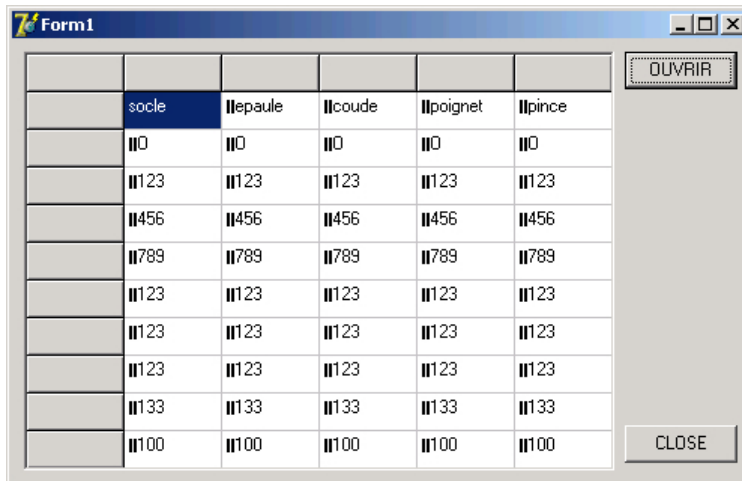 Form1
OUVRIR
socle ||epaule ||coude ||poignet ||pince
||0 ||0 ||0 ||0 ||0
||123 ||123 ||123 ||123 ||123
||456 ||456 ||456 ||456 ||456
||789 ||789 ||789 ||789 ||789
||123 ||123 ||123 ||123 ||123
||123 ||123 ||123 ||123 ||123
||123 ||123 ||123 ||123 ||123
||133 ||133 ||133 ||133 ||133
||100 ||100 ||100 ||100 ||100
CLOSE